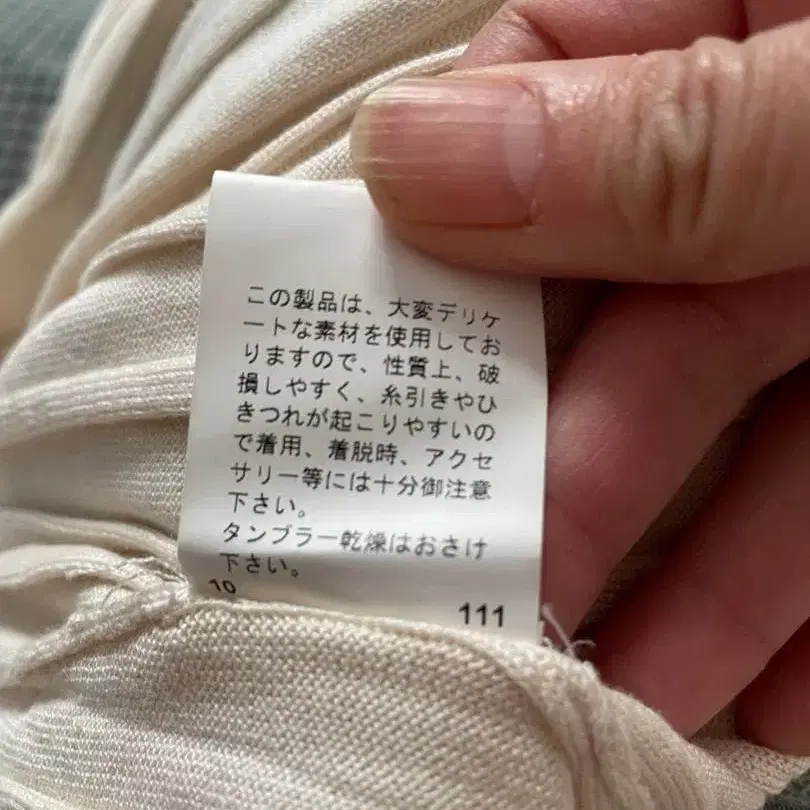 この製品は、大変デリケ
ートな素材を使用してお
りますので、性質上、破
損しやすく、糸引きやひ
きつれが起こりやすいの
で着用、着脱時、アクセ
サリー等には十分御注意
下さい。
タンブラー乾燥はおさけ
下さい。
10
111